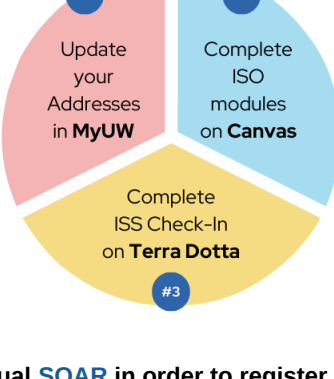 Update
your
Addresses
in MyUW
Complete
ISO
modules
on Canvas
Complete
ISS Check-In
on Terra Dotta
#3
SOAR in order to register